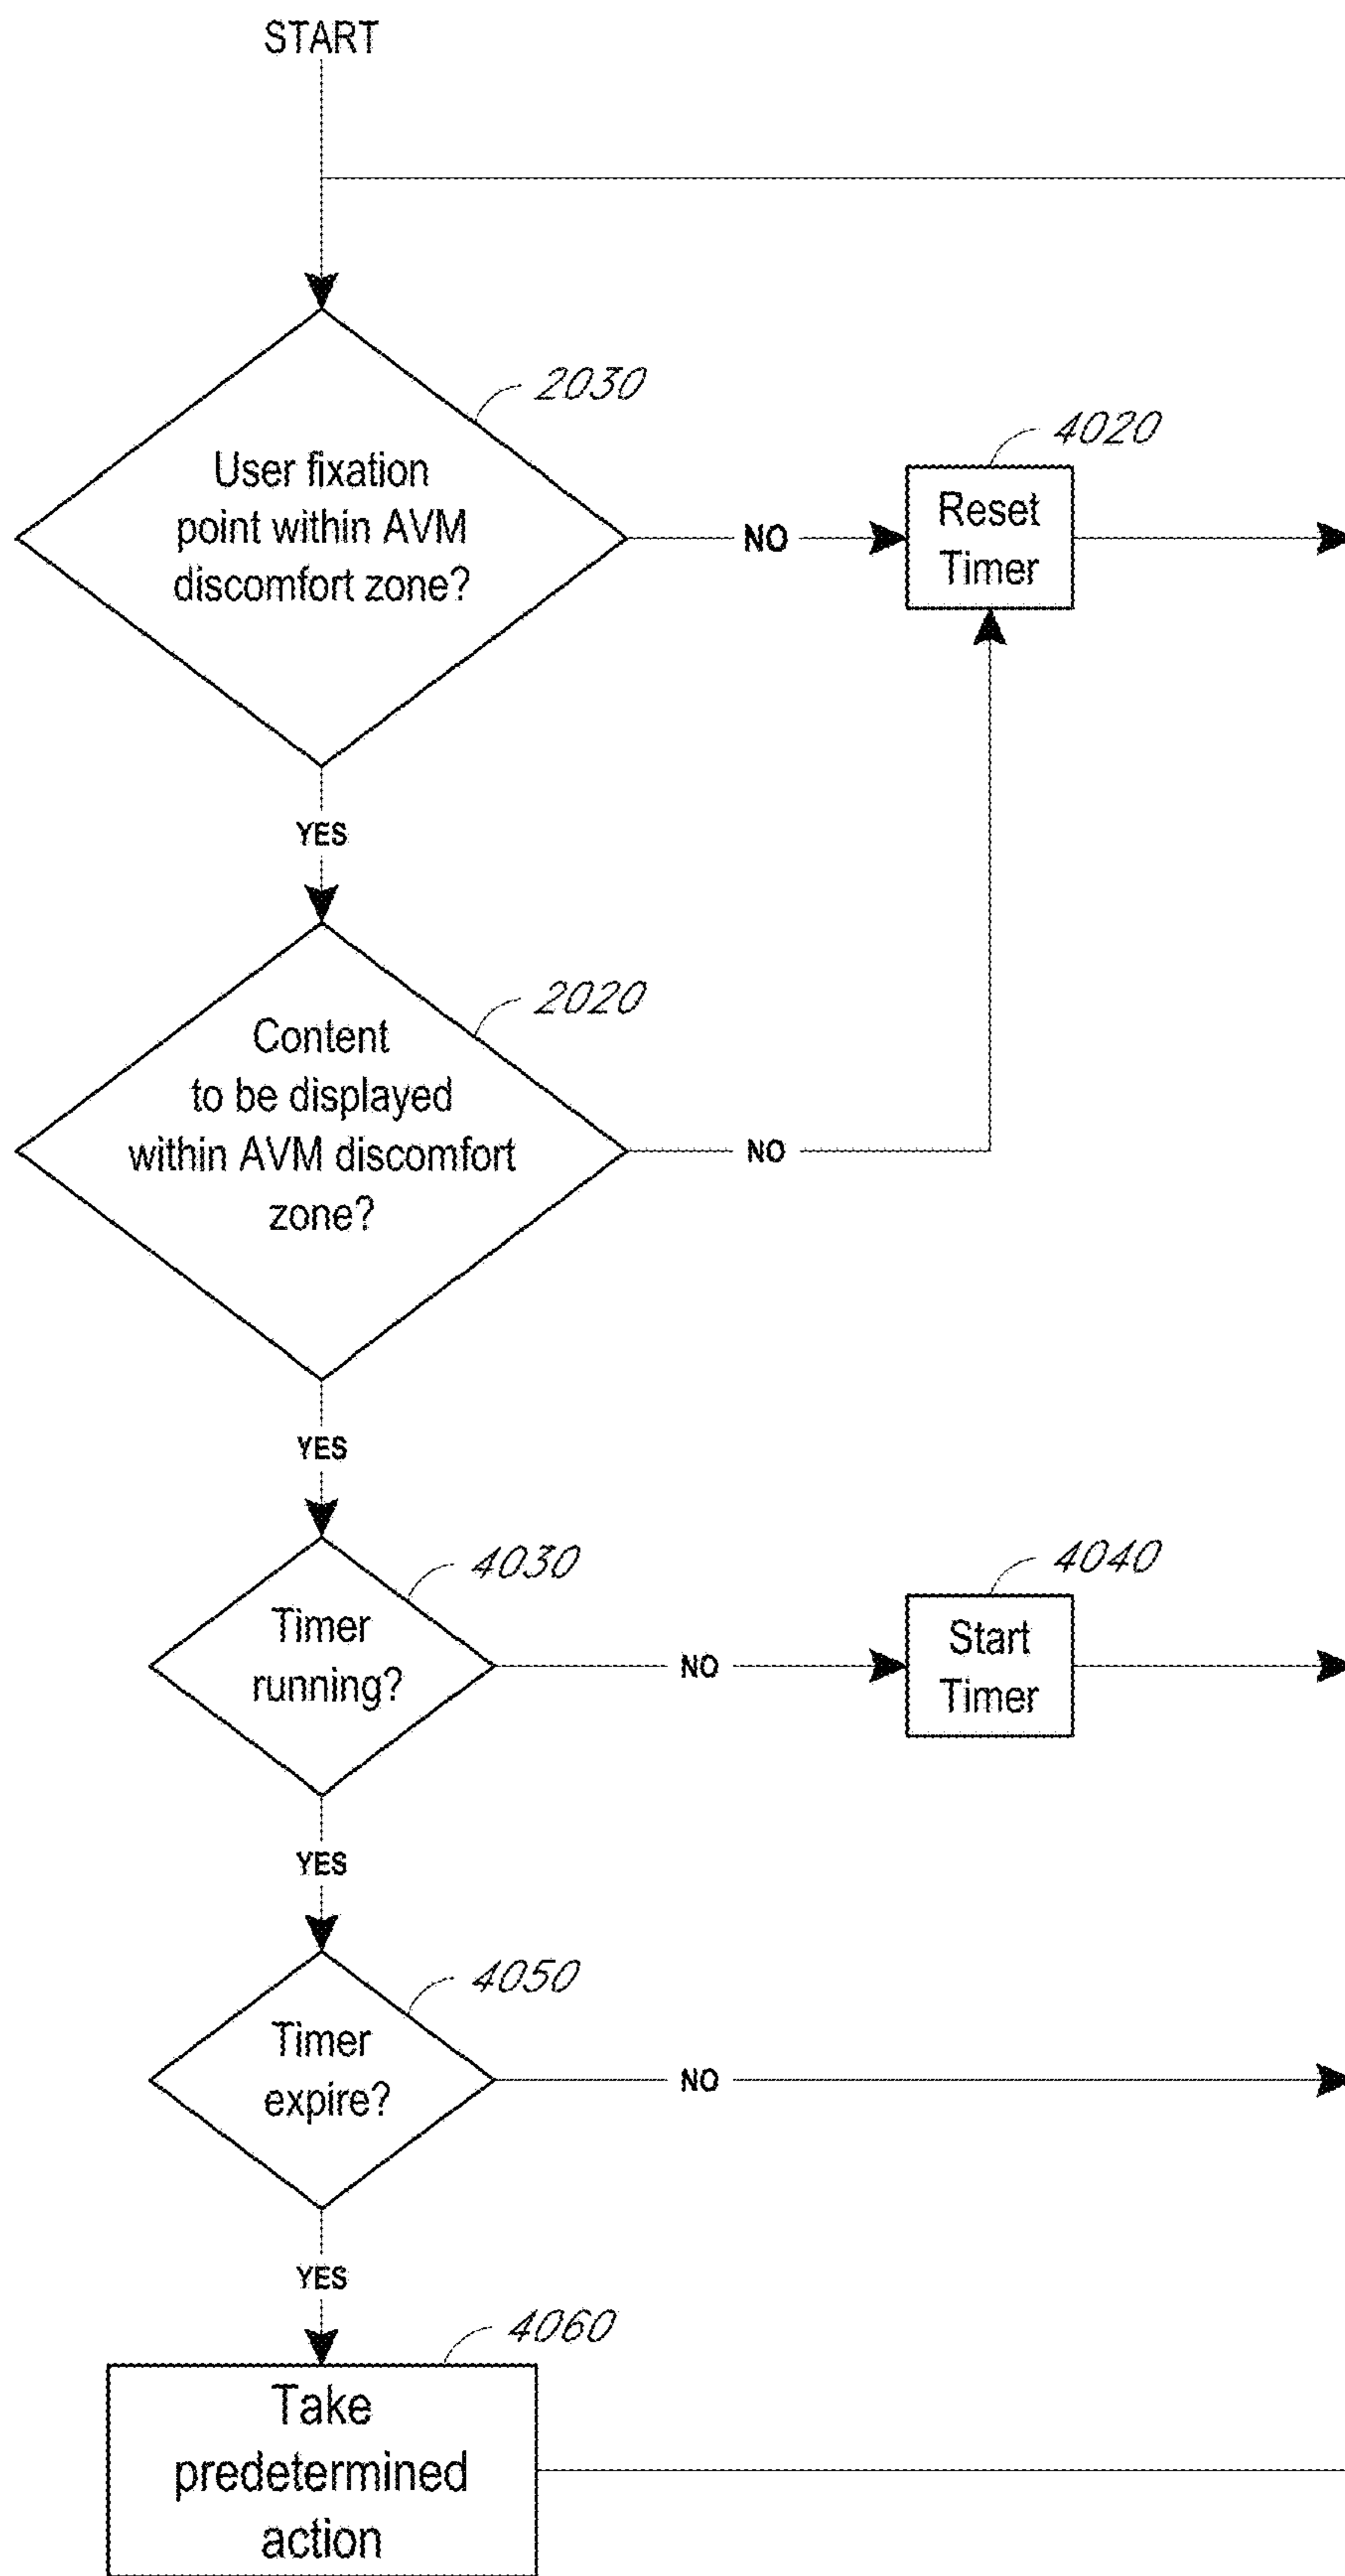 START
2030
User fixation
point within AVM
discomfort zone?
NO
4020
Reset
Timer
YES
2020
Content
to be displayed
within AVM discomfort
zone?
NO
YES
4030
Timer
running?
NO
4040
Start
Timer
YES
4050
Timer
expire?
NO
YES
4060
Take
predetermined
action